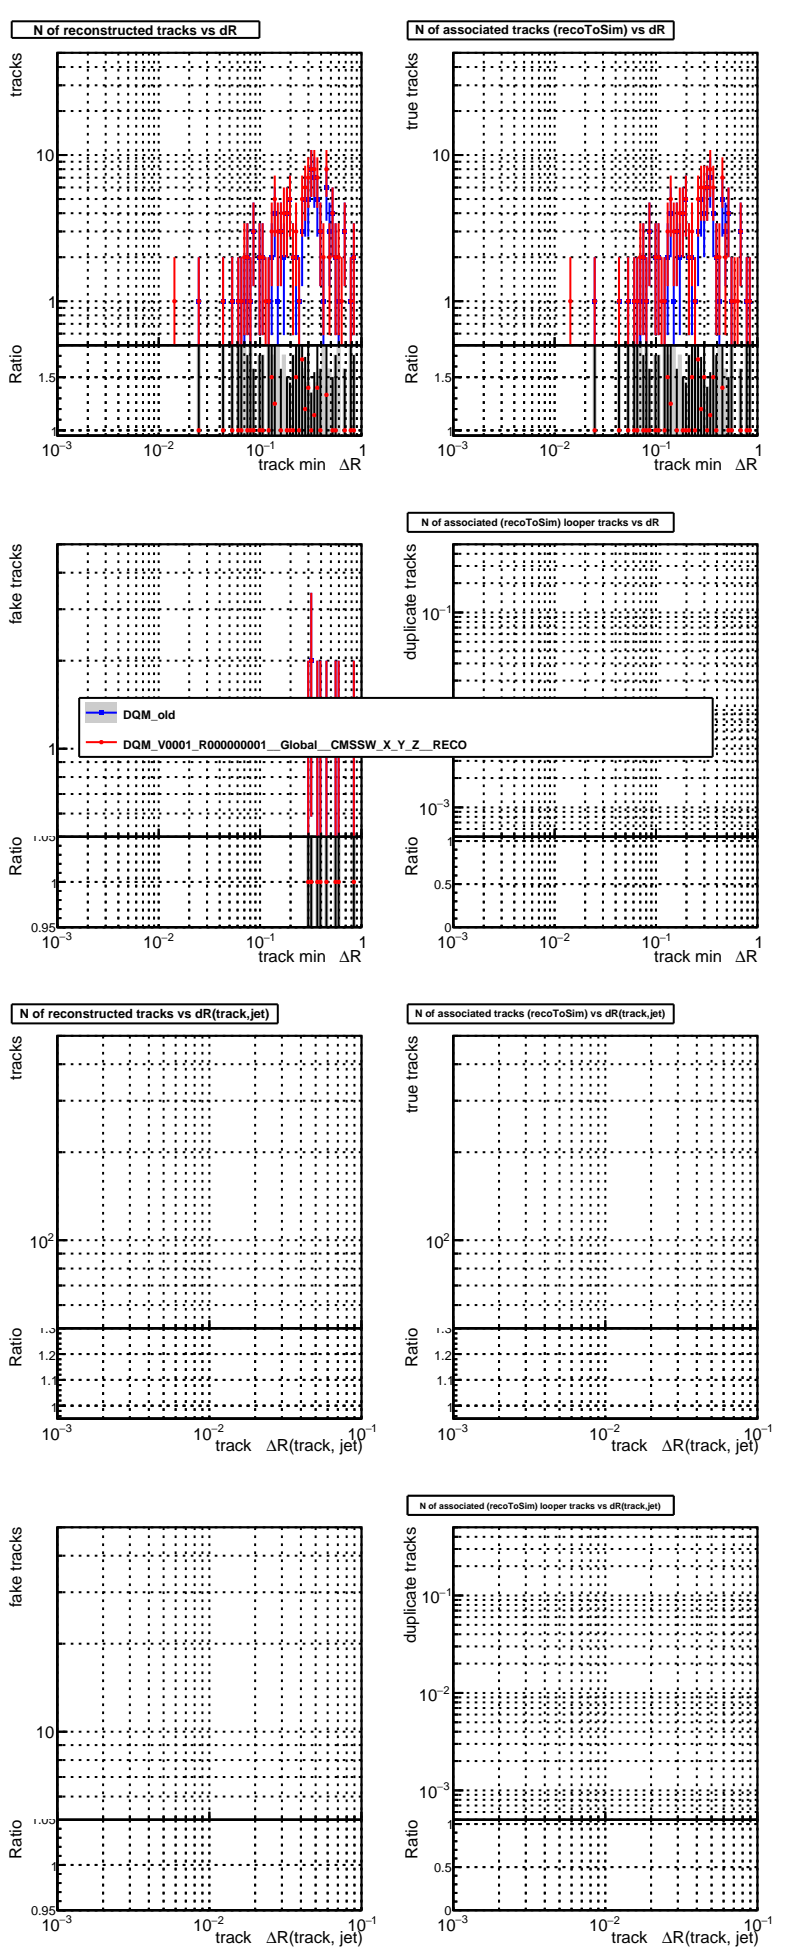 N of reconstructed tracks vs dR
tracks
10
1
Ratio
1.5
1
10−3 10−2 10−1 1
track min ΔR
N of associated tracks (recoToSim) vs dR
true tracks
10
1
Ratio
1.5
1
10−3 10−2 10−1 1
track min ΔR
fake tracks
1
Ratio
1.05
1
0.95
10−3 10−2 10−1 1
track min ΔR
N of associated (recoToSim) looper tracks vs dR
duplicate tracks
10−1
10−3
Ratio
1
0.5
0
10−3 10−2 10−1 1
track min ΔR
DQM_old
DQM_V0001_R000000001__Global__CMSSW_X_Y_Z__RECO
N of reconstructed tracks vs dR(track,jet)
tracks
102
Ratio
1.3
1.2
1.1
1
10−3 10−2 10−1
track ΔR(track, jet)
N of associated tracks (recoToSim) vs dR(track,jet)
true tracks
102
Ratio
1.3
1.2
1.1
1
10−3 10−2 10−1
track ΔR(track, jet)
fake tracks
10
Ratio
1.05
1
0.95
10−3 10−2 10−1
track ΔR(track, jet)
N of associated (recoToSim) looper tracks vs dR(track,jet)
duplicate tracks
10−1
10−2
10−3
Ratio
1
0.5
0
10−3 10−2 10−1
track ΔR(track, jet)